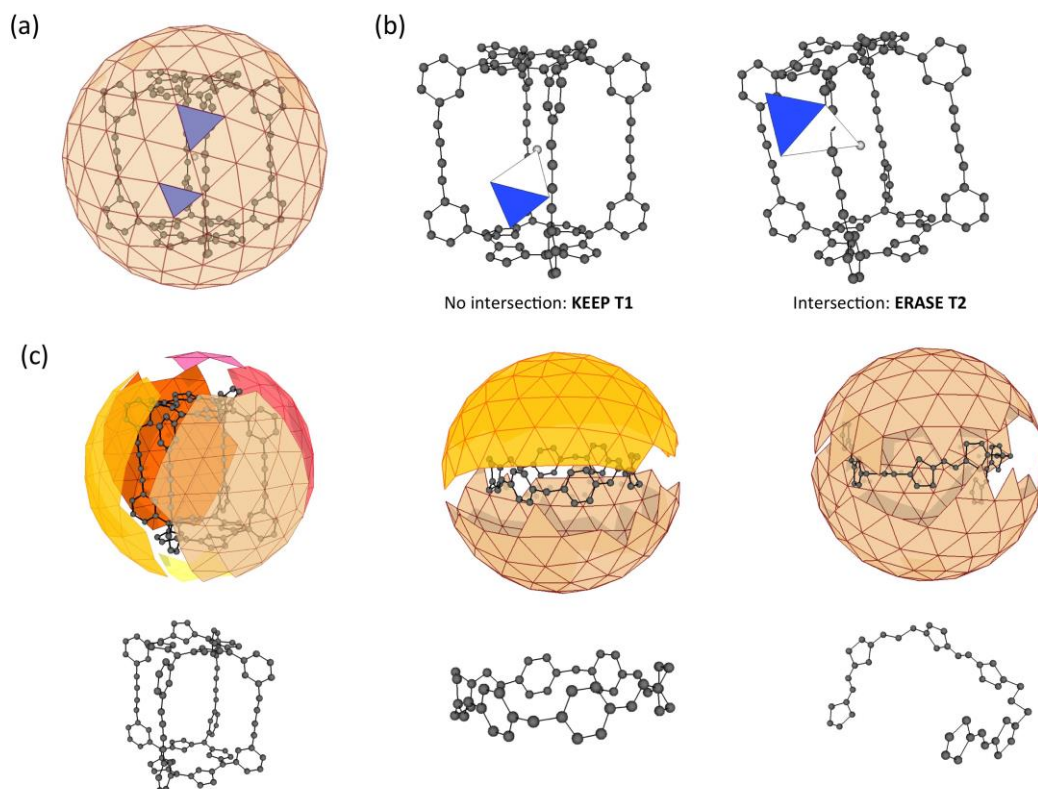 (a)
(b)
No intersection: KEEP T1
Intersection: ERASE T2
(c)